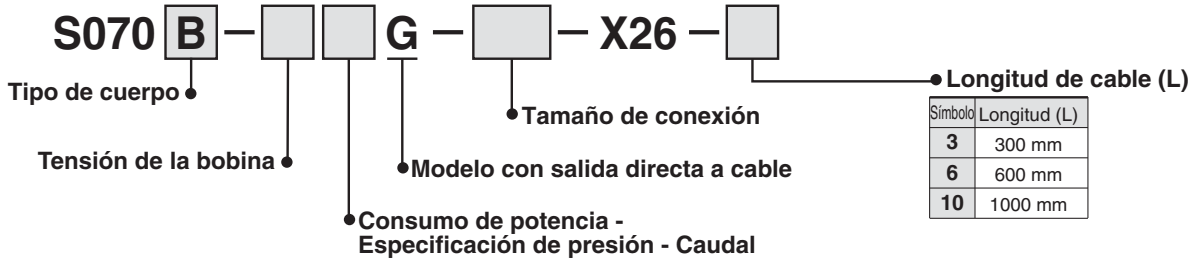 S070 B – G – – X26 –
Tipo de cuerpo
Longitud de cable (L)
Tamaño de conexión
Tensión de la bobina
Modelo con salida directa a cable
Consumo de potencia -
Especificación de presión - Caudal
Símbolo Longitud (L)
3 300 mm
6 600 mm
10 1000 mm